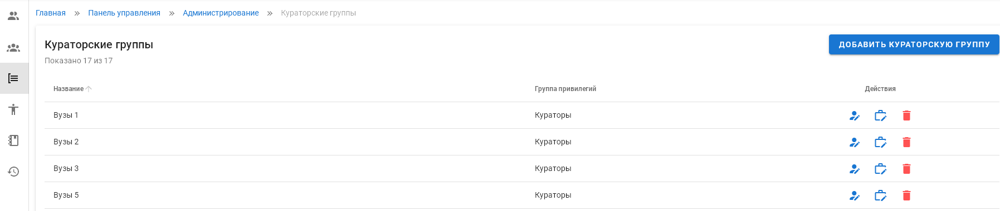 Главная » Панель управления » Администрирование » Кураторские группы
Кураторские группы
ДОБАВИТЬ КУРАТОРСКУЮ ГРУППУ
Показано 17 из 17
Название Группа привилегий Действия
Вузы 1 Кураторы
Вузы 2 Кураторы
Вузы 3 Кураторы
Вузы 5 Кураторы